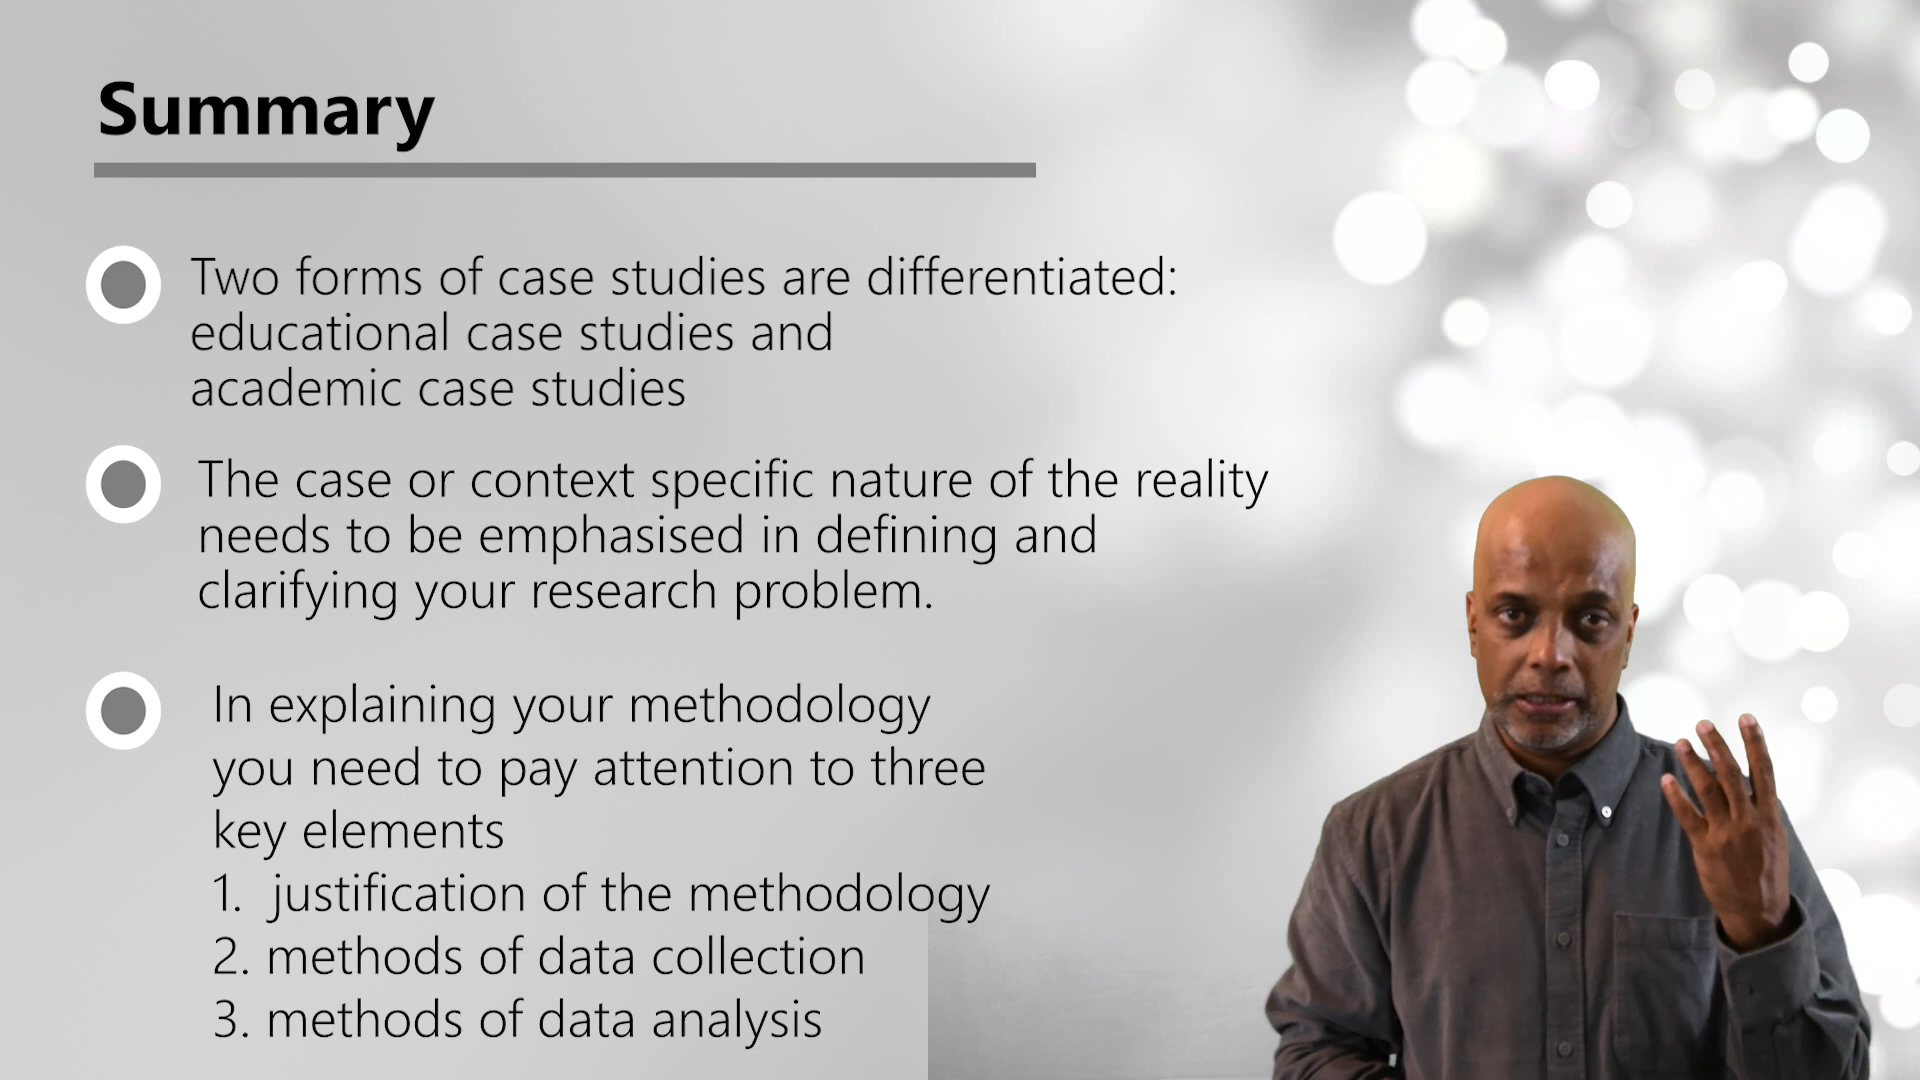 Summary
Two forms of case studies are differentiated:
educational case studies and
academic case studies
The case or context specific nature of the reality
needs to be emphasised in defining and
clarifying your research problem.
In explaining your methodology
you need to pay attention to three
key elements
1. justification of the methodology
2. methods of data collection
3. methods of data analysis